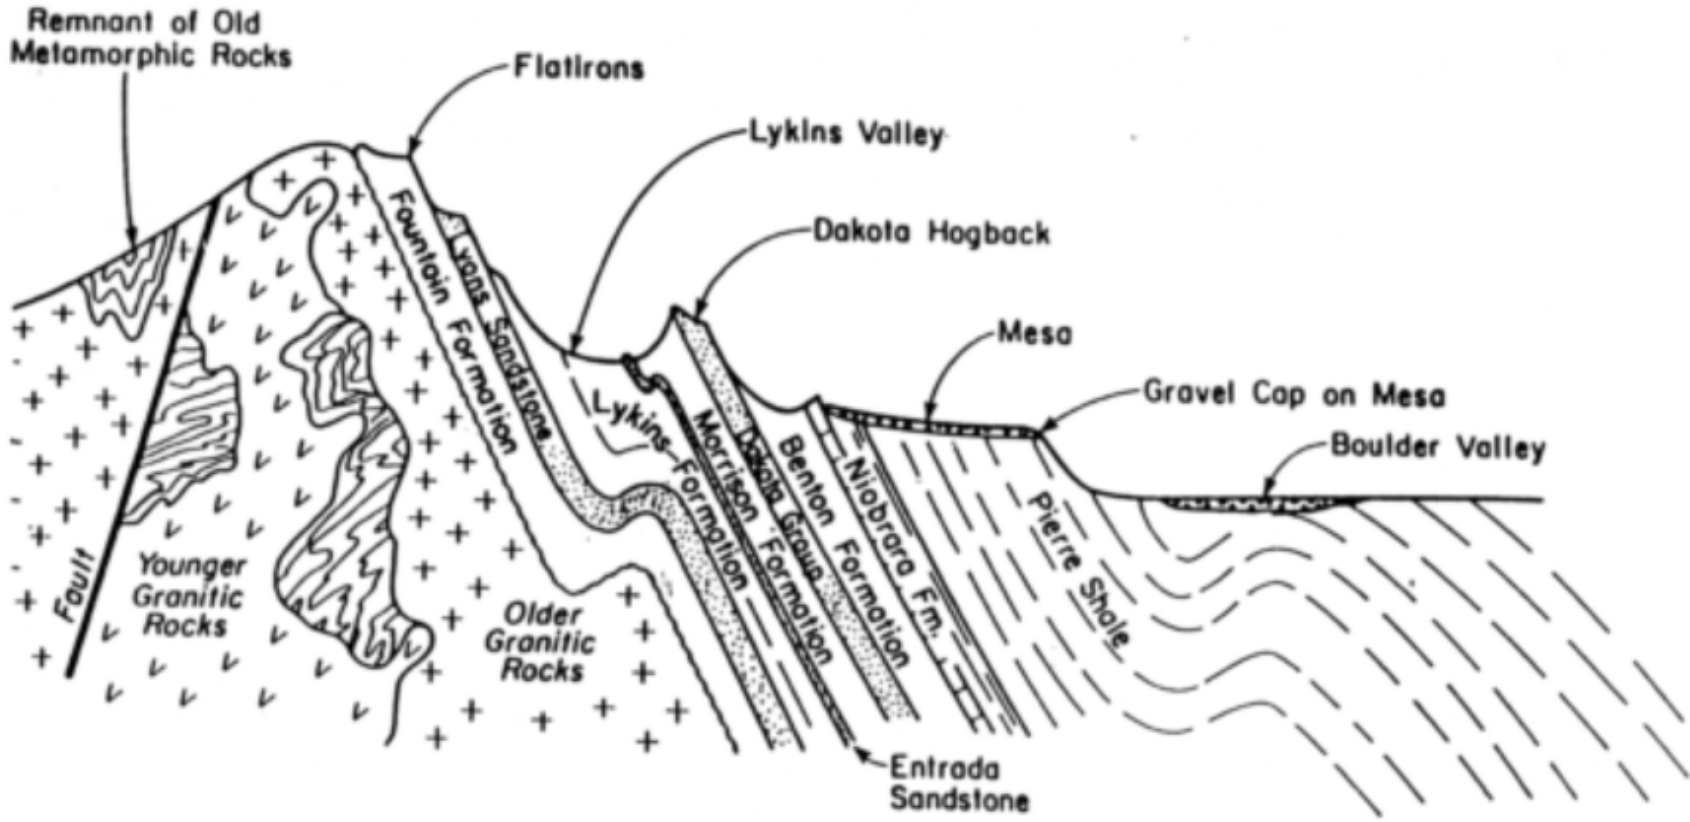 Remnant of Old
Metamorphic Rocks
Flatirons
Lykins Valley
Dakota Hogback
Mesa
Gravel Cap on Mesa
Boulder Valley
Fountain Formation
Lyons Sandstone
Lykins Formation
Morrison Formation
Dakota Group
Benton Formation
Niobrara Fm.
Pierre Shale
Fault
Younger
Granitic
Rocks
Older
Granitic
Rocks
Entrada
Sandstone